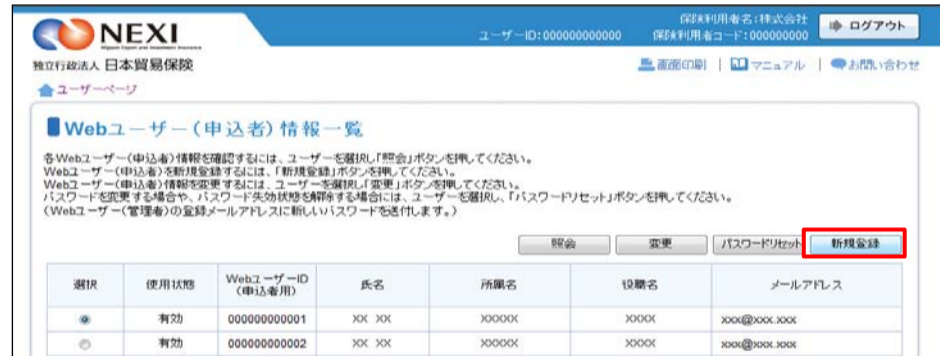 NEXI
Nippon Export and Investment Insurance
保険利用者名:株式会社
ユーザーID:000000000000 保険利用者コード:000000000
ログアウト
独立行政法人 日本貿易保険
画面印刷 | マニュアル | お問い合わせ
ユーザーページ
Webユーザー(申込者)情報一覧
各Webユーザー(申込者)情報を確認するには、ユーザーを選択し「照会」ボタンを押してください。
Webユーザー(申込者)を新規登録するには、「新規登録」ボタンを押してください。
Webユーザー(申込者)情報を変更するには、ユーザーを選択し「変更」ボタンを押してください。
パスワードを変更する場合や、パスワード失効状態を解除する場合には、ユーザーを選択し、「パスワードリセット」ボタンを押してください。
(Webユーザー(管理者)の登録メールアドレスに新しいパスワードを送付します。)
照会 変更 パスワードリセット 新規登録
選択 使用状態 WebユーザーID(申込者用) 氏名 所属名 役職名 メールアドレス
有効 000000000001 XX XX XXXXXX XXXXX xxx@xxx.xxx
有効 000000000002 XX XX XXXXXX XXXXX xxx@xxx.xxx